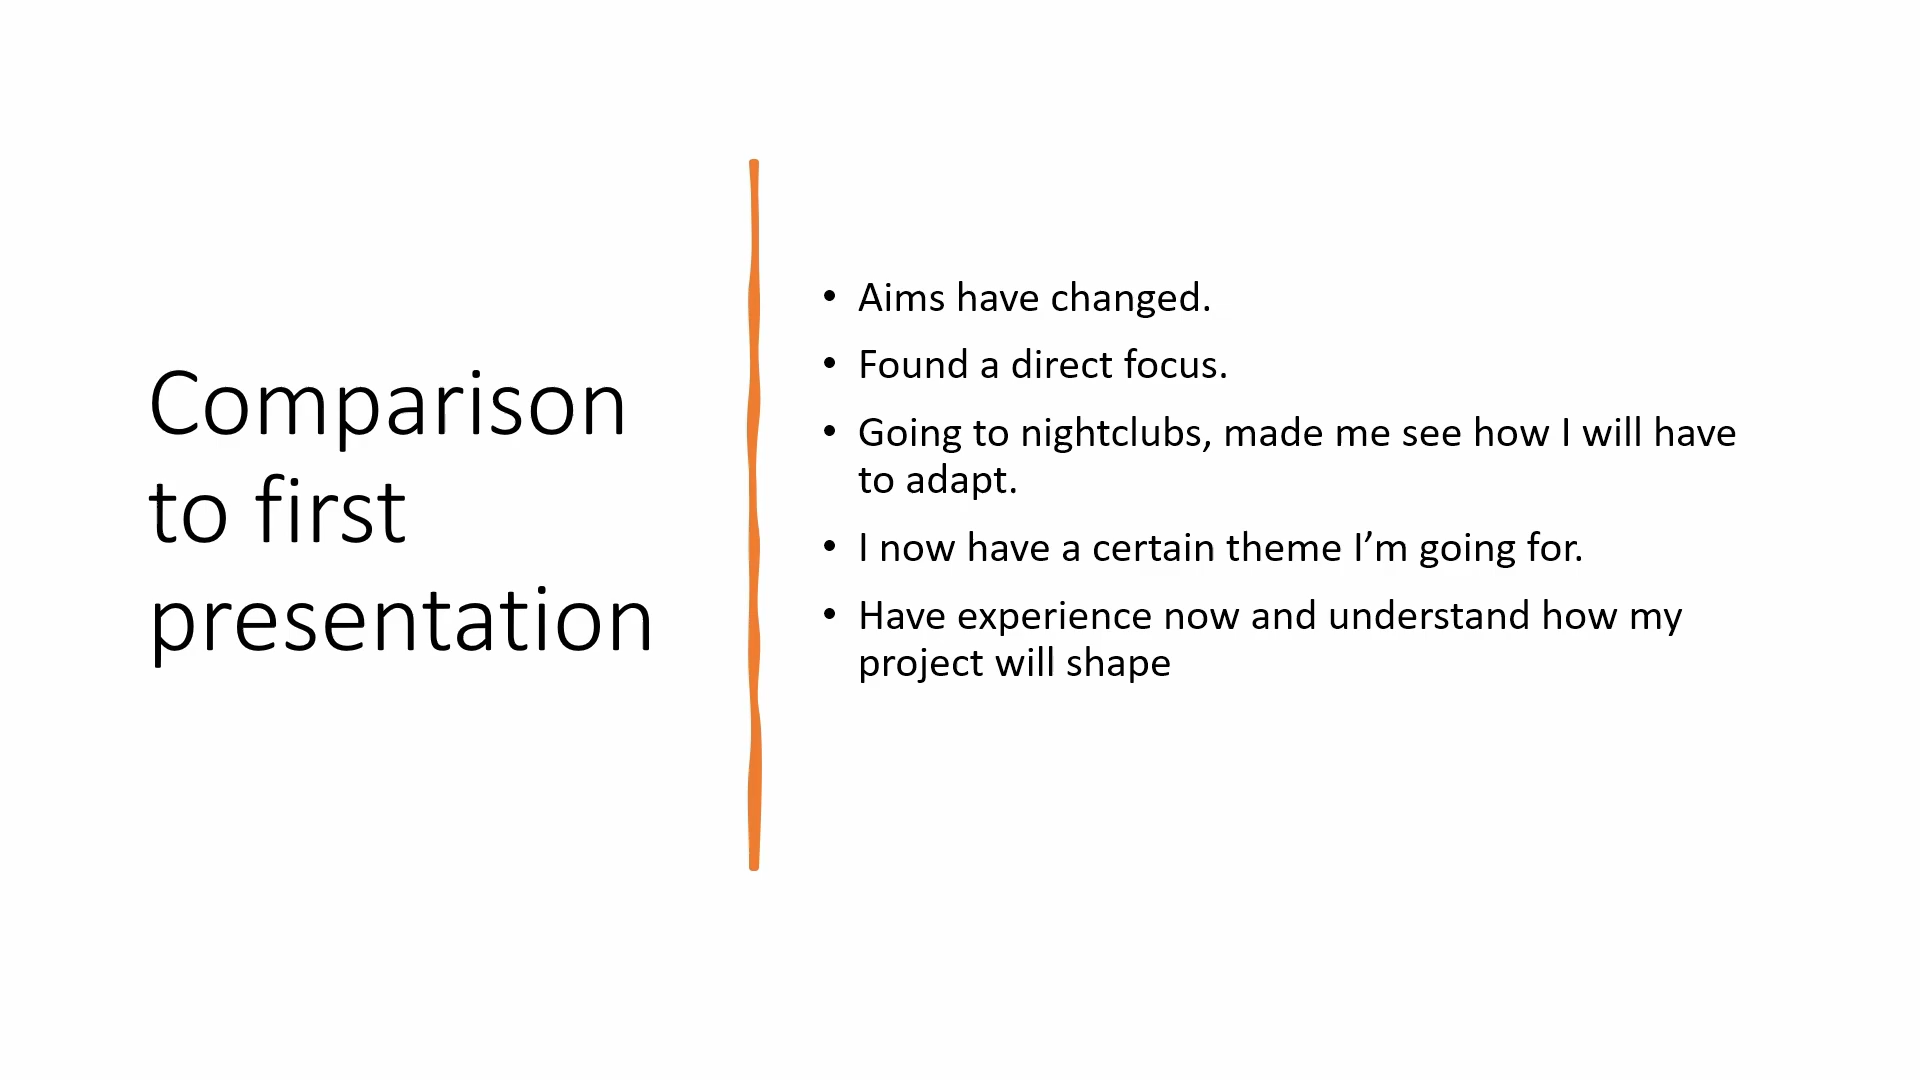 Comparison
to first
presentation
• Aims have changed.
• Found a direct focus.
• Going to nightclubs, made me see how I will have
to adapt.
• I now have a certain theme I’m going for.
• Have experience now and understand how my
project will shape